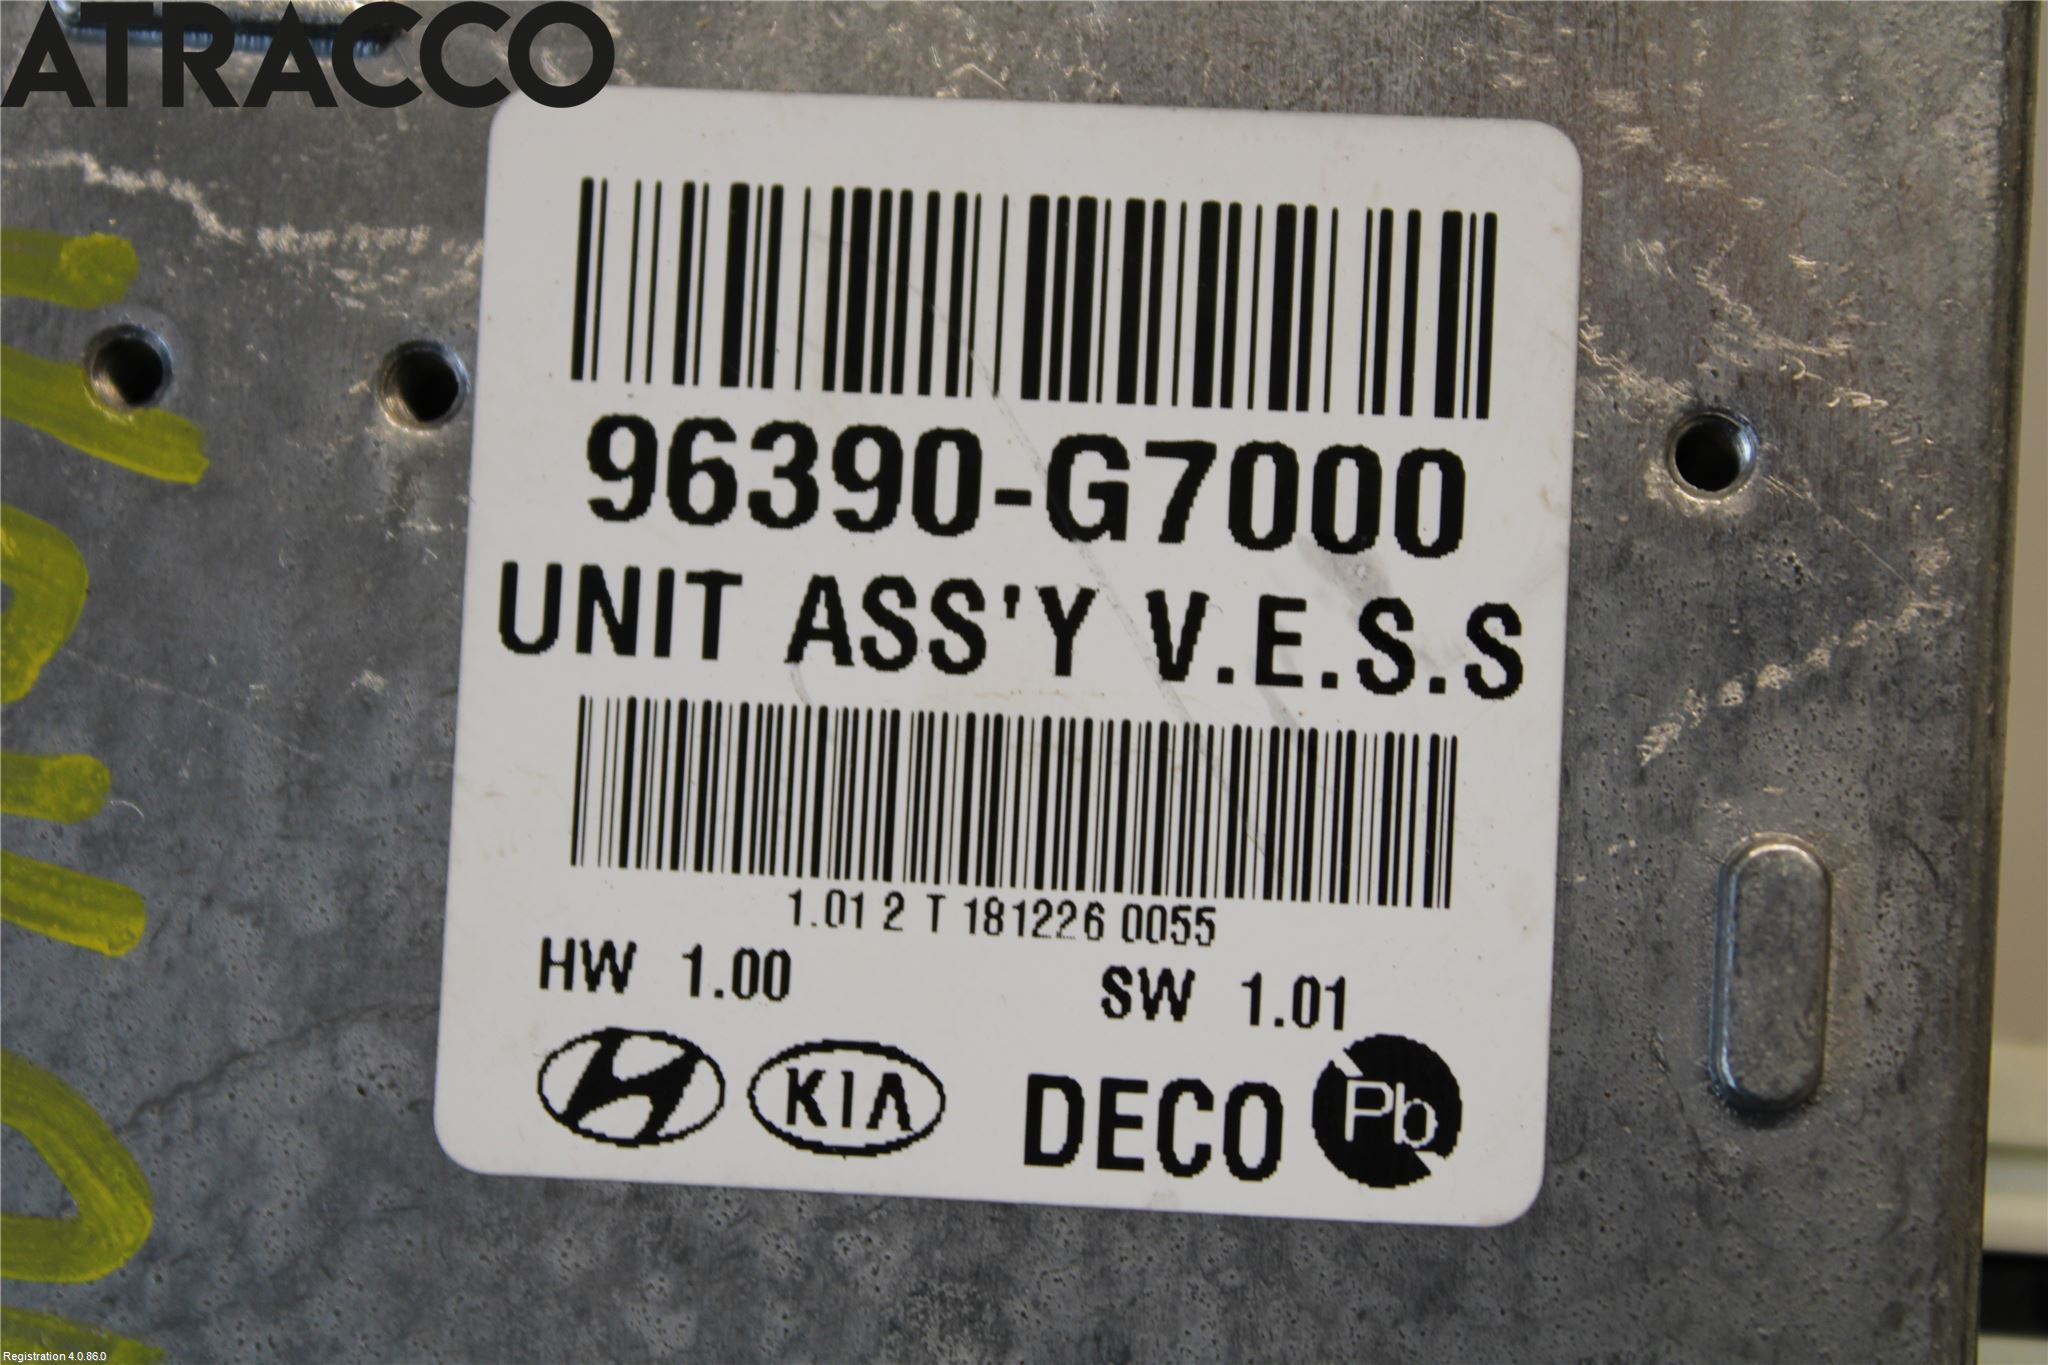 ATRACCO
96390-G7000
UNIT ASS'Y V.E.S.S
1.01 2 T 181226 0055
HW 1.00 SW 1.01
KIA DECO Pb
Registration 4.0.86.0